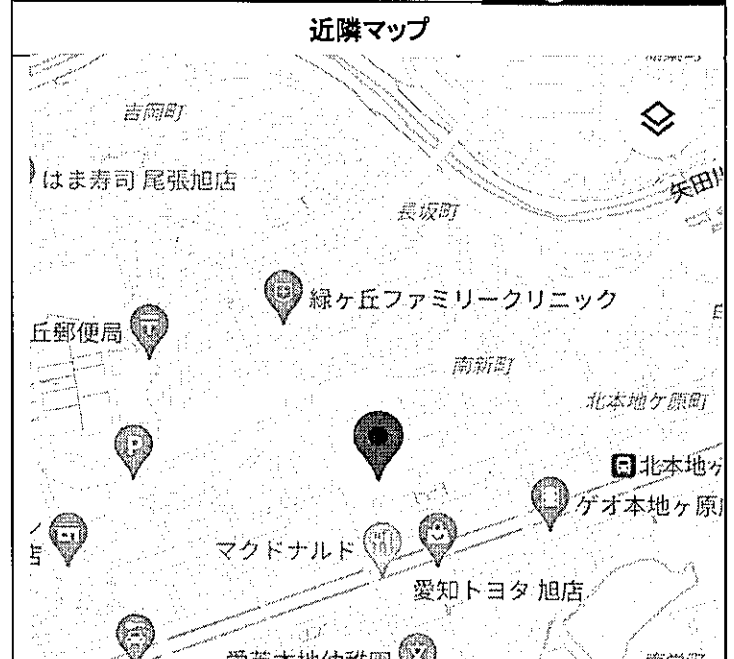 近隣マップ
吉岡町
はま寿司 尾張旭店
矢田川
長坂町
緑ヶ丘ファミリークリニック
丘郵便局
南新町
北本地ケ原町
P
北本地ヶ
ゲオ本地ヶ原
マクドナルド
店
愛知トヨタ 旭店